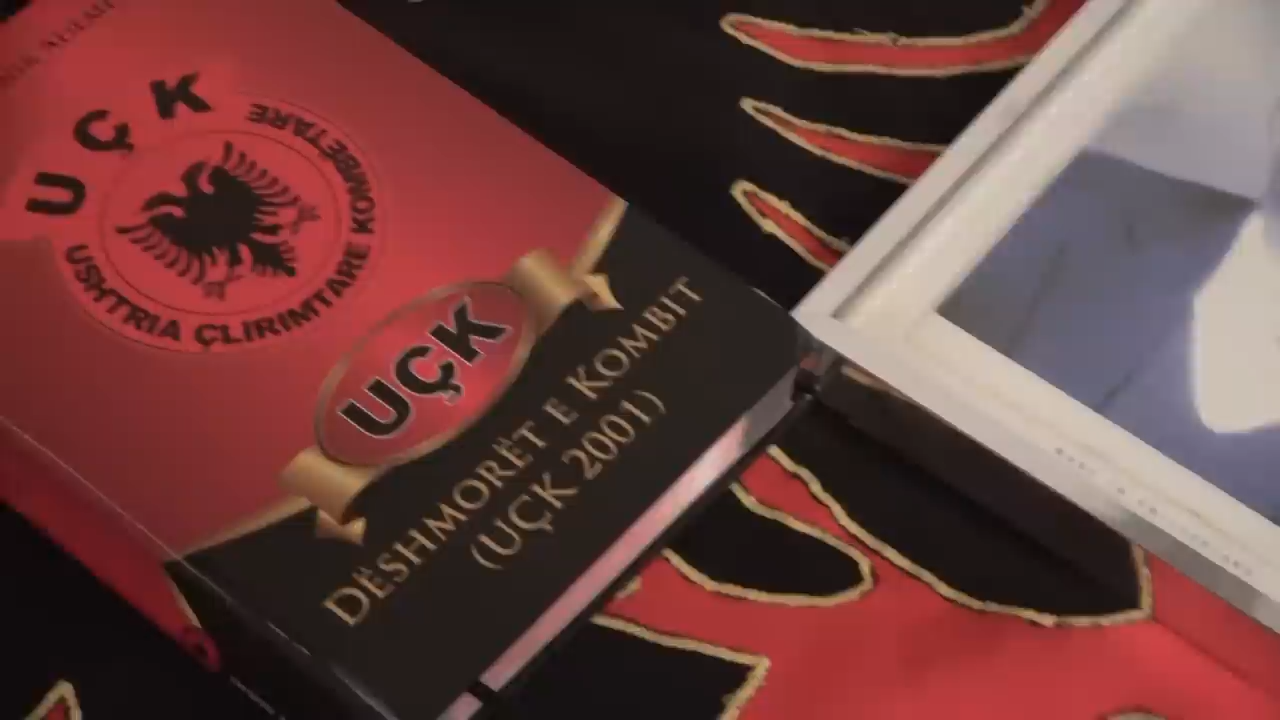 UÇK
USHTRIA ÇLIRIMTARE KOMBËTARE
UÇK
DËSHMORËT E KOMBIT
(UÇK 2001)